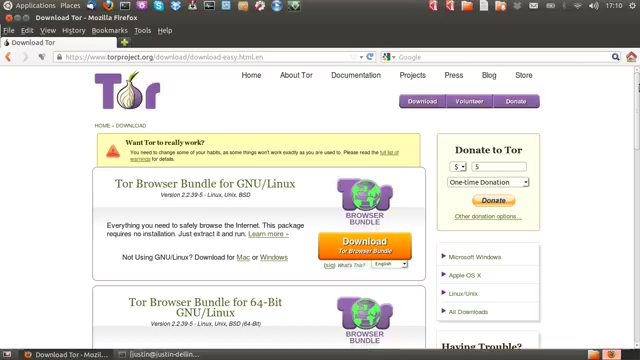 Applications Places
17:10
Download Tor - Mozilla Firefox
File Edit View History Bookmarks Tools Help
Download Tor
https://www.torproject.org/download/download-easy.html.en
Google
Tor
Home About Tor Documentation Projects Press Blog Store
Download Volunteer Donate
HOME » DOWNLOAD
Want Tor to really work?
You need to change some of your habits, as some things won't work exactly as you are used to. Please read the full list of
warnings for details.
Tor Browser Bundle for GNU/Linux
Version 2.2.39-5 - Linux, Unix, BSD
Everything you need to safely browse the Internet. This package
requires no installation. Just extract it and run. Learn more »
Not Using GNU/Linux? Download for Mac or Windows
Tor
BROWSER
BUNDLE
Download
Tor Browser Bundle
(sig) What's This? English
Donate to Tor
$ 5
One-time Donation
Donate
Other donation options...
Microsoft Windows
Apple OS X
Linux/Unix
All Downloads
Having Trouble?
Tor Browser Bundle for 64-Bit
GNU/Linux
Version 2.2.39-5 - Linux, Unix, BSD (64-Bit)
Tor
BROWSER
BUNDLE
Download Tor - Mozil...
[justin@justin-dellin...